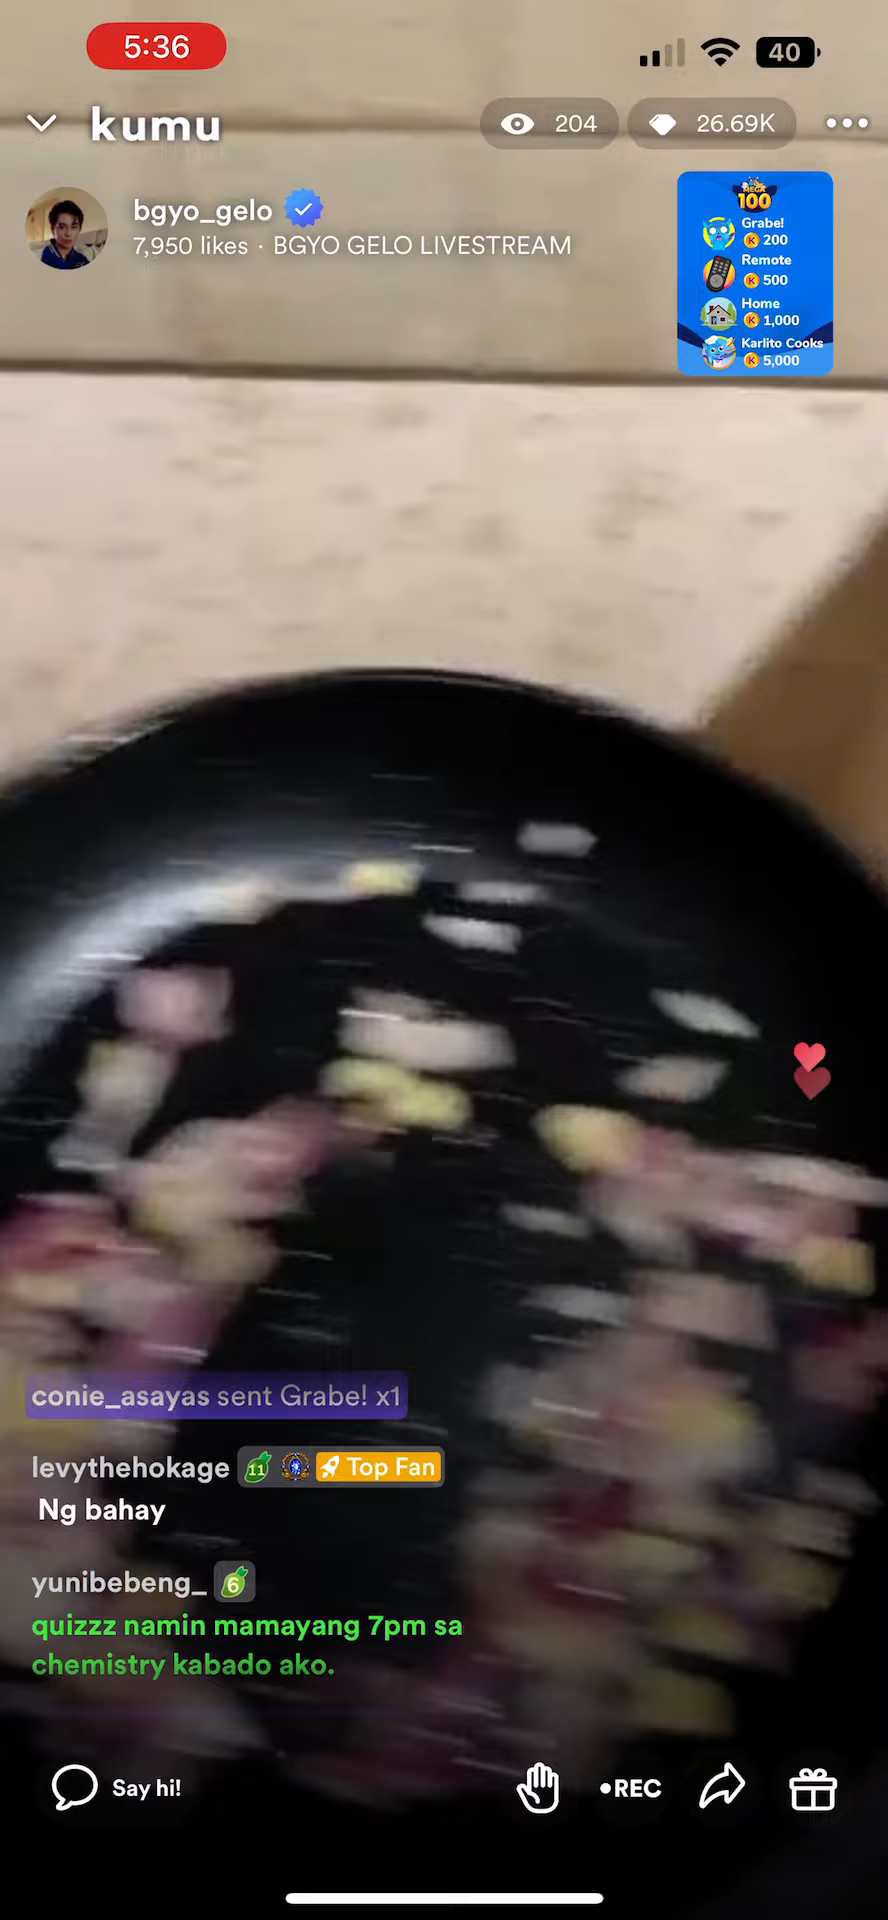 5:36
40
kumu
204
26.69K
bgyo_gelo
7,950 likes · BGYO GELO LIVESTREAM
MEGA
100
Grabe!
K 200
Remote
K 500
Home
K 1,000
Karlito Cooks
K 5,000
conie_asayas sent Grabe! x1
levythehokage 11 Top Fan
Ng bahay
yunibebeng_ 6
quizzz namin mamayang 7pm sa
chemistry kabado ako.
Say hi!
•REC